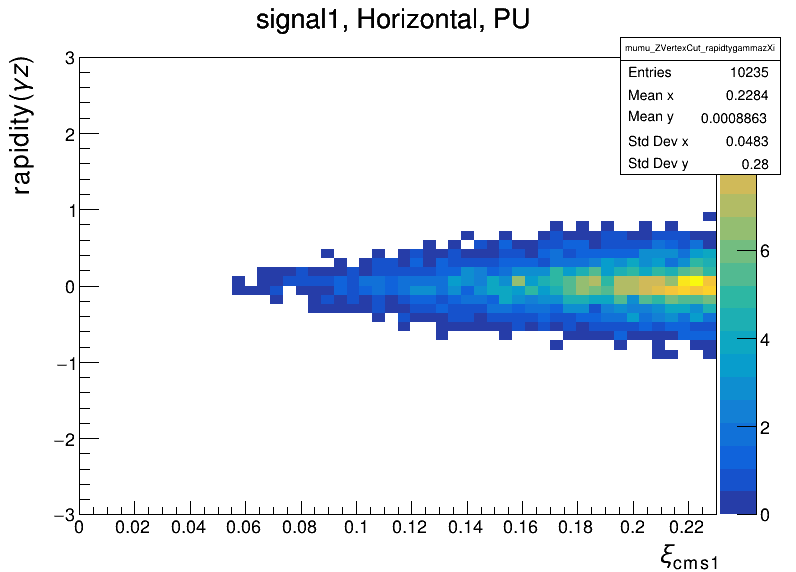 signal1, Horizontal, PU
mumu_ZVertexCut_rapidtygammazXi
Entries 10235
Mean x 0.2284
Mean y 0.0008863
Std Dev x 0.0483
Std Dev y 0.28
rapidity(γz)
3
2
1
0
−1
−2
−3
6
4
2
0
0 0.02 0.04 0.06 0.08 0.1 0.12 0.14 0.16 0.18 0.2 0.22
ξcms1